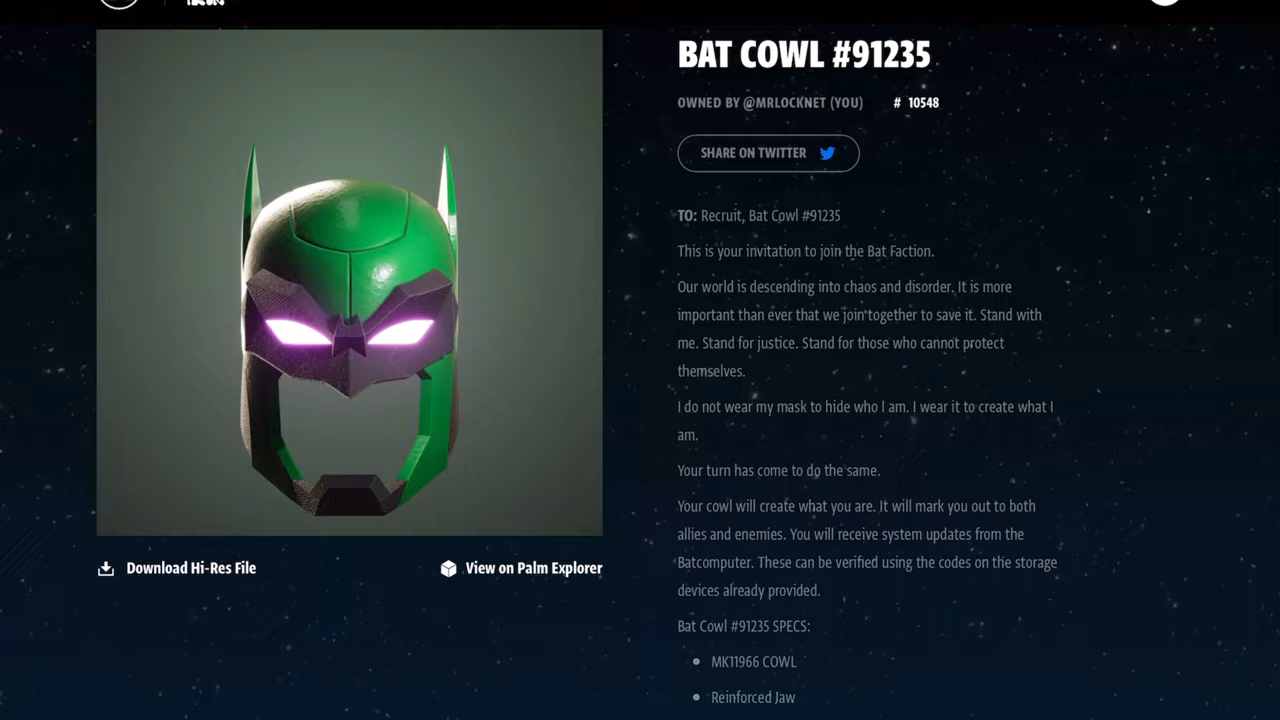 BAT COWL #91235
OWNED BY @MRLOCKNET (YOU) # 10548
SHARE ON TWITTER
TO: Recruit, Bat Cowl #91235
This is your invitation to join the Bat Faction.
Our world is descending into chaos and disorder. It is more
important than ever that we join together to save it. Stand with
me. Stand for justice. Stand for those who cannot protect
themselves.
I do not wear my mask to hide who I am. I wear it to create what I
am.
Your turn has come to do the same.
Your cowl will create what you are. It will mark you out to both
allies and enemies. You will receive system updates from the
Batcomputer. These can be verified using the codes on the storage
devices already provided.
Bat Cowl #91235 SPECS:
MK11966 COWL
Reinforced Jaw
Download Hi-Res File
View on Palm Explorer